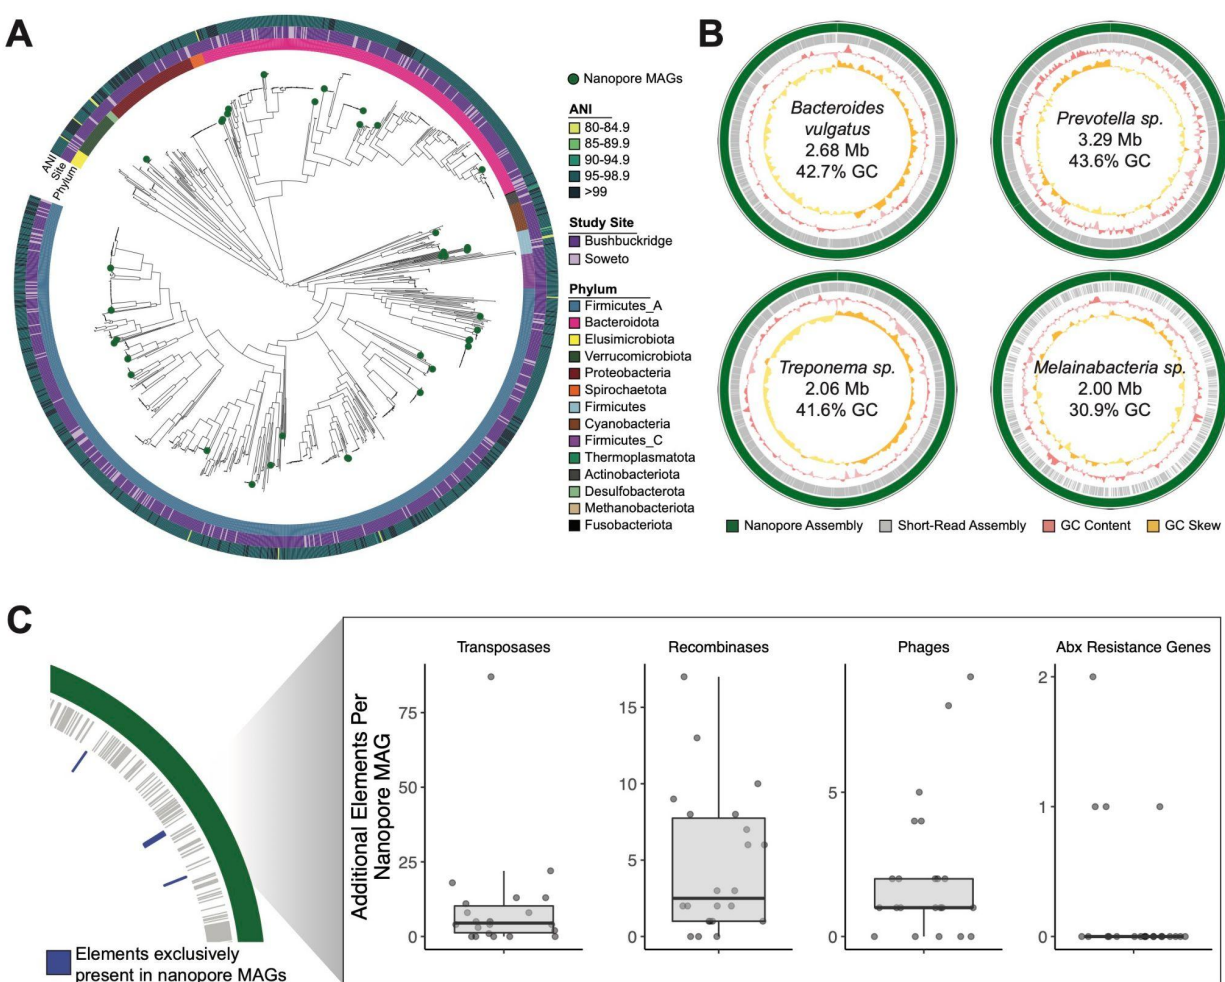 A
ANI
Site
Phylum
Nanopore MAGs
ANI
80-84.9
85-89.9
90-94.9
95-98.9
>99
Study Site
Bushbuckridge
Soweto
Phylum
Firmicutes_A
Bacteroidota
Elusimicrobiota
Verrucomicrobiota
Proteobacteria
Spirochaetota
Firmicutes
Cyanobacteria
Firmicutes_C
Thermoplasmatota
Actinobacteriota
Desulfobacterota
Methanobacteriota
Fusobacteriota
B
Bacteroides
vulgatus
2.68 Mb
42.7% GC
Prevotella sp.
3.29 Mb
43.6% GC
Treponema sp.
2.06 Mb
41.6% GC
Melainabacteria sp.
2.00 Mb
30.9% GC
Nanopore Assembly
Short-Read Assembly
GC Content
GC Skew
C
Elements exclusively
present in nanopore MAGs
Additional Elements Per
Nanopore MAG
Transposases
75
50
25
0
Recombinases
15
10
5
0
Phages
5
0
Abx Resistance Genes
2
1
0